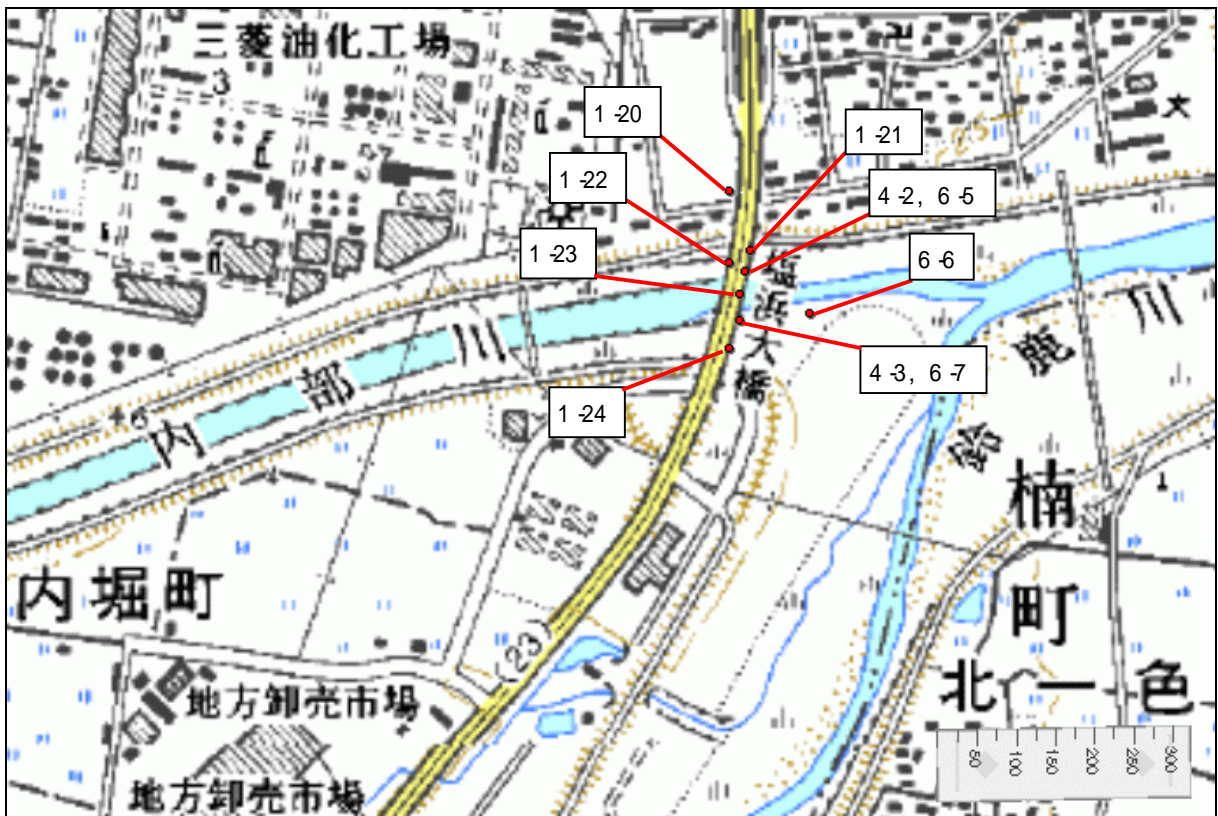 三菱油化工場
3
1-20
1-21
1-22
4-2, 6-5
1-23
6-6
塩浜大橋
4-3, 6-7
1-24
内部川
鈴鹿川
46
楠町
北一色
内堀町
(23)
地方卸売市場
地方卸売市場
50
100
150
200
250
300